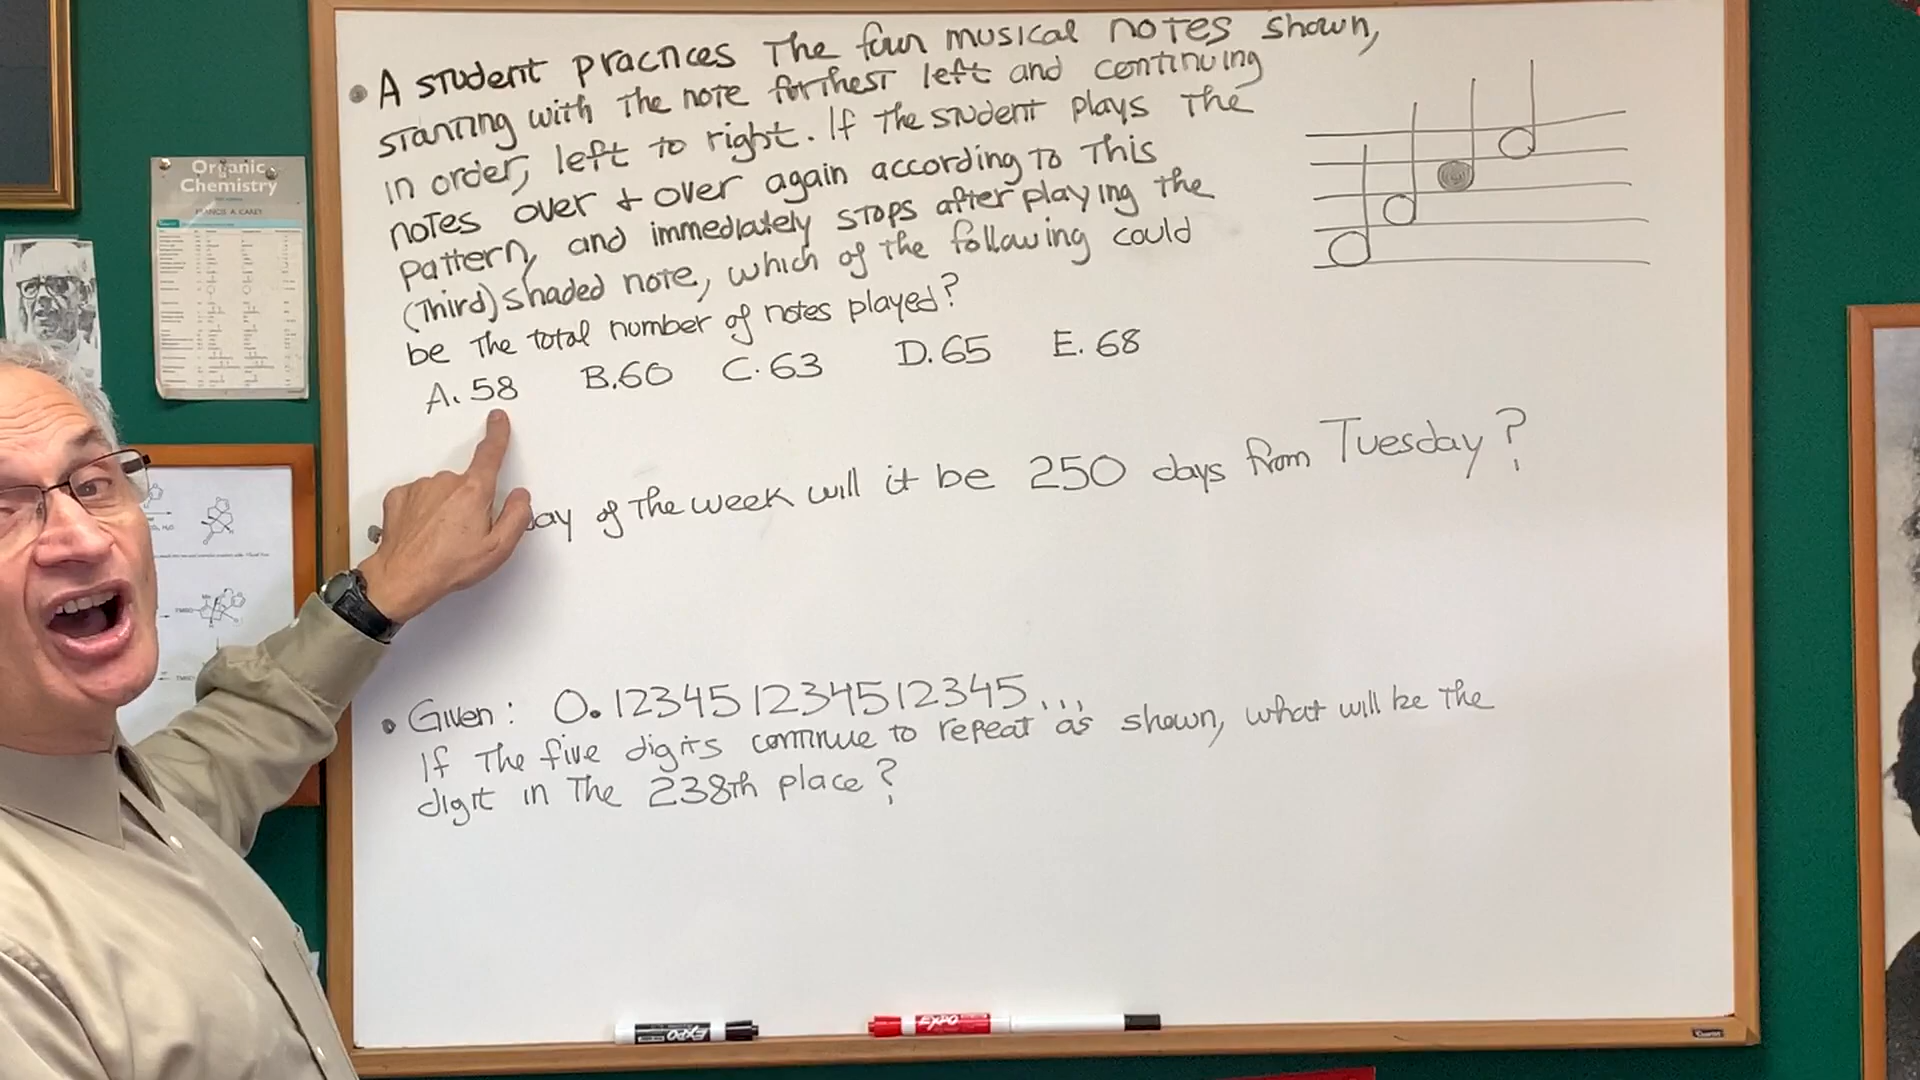 Organic
Chemistry
FRANCIS A. CAREY
• A student practices the four musical notes shown,
starting with the note farthest left and continuing
in order, left to right. If the student plays the
notes over + over again according to this
pattern, and immediately stops after playing the
(third) shaded note, which of the following could
be the total number of notes played?
A. 58 B. 60 C. 63 D. 65 E. 68
day of the week will it be 250 days from Tuesday?
• Given: 0.123451234512345...
If the five digits continue to repeat as shown, what will be the
digit in the 238th place?
EXPO
EXPO